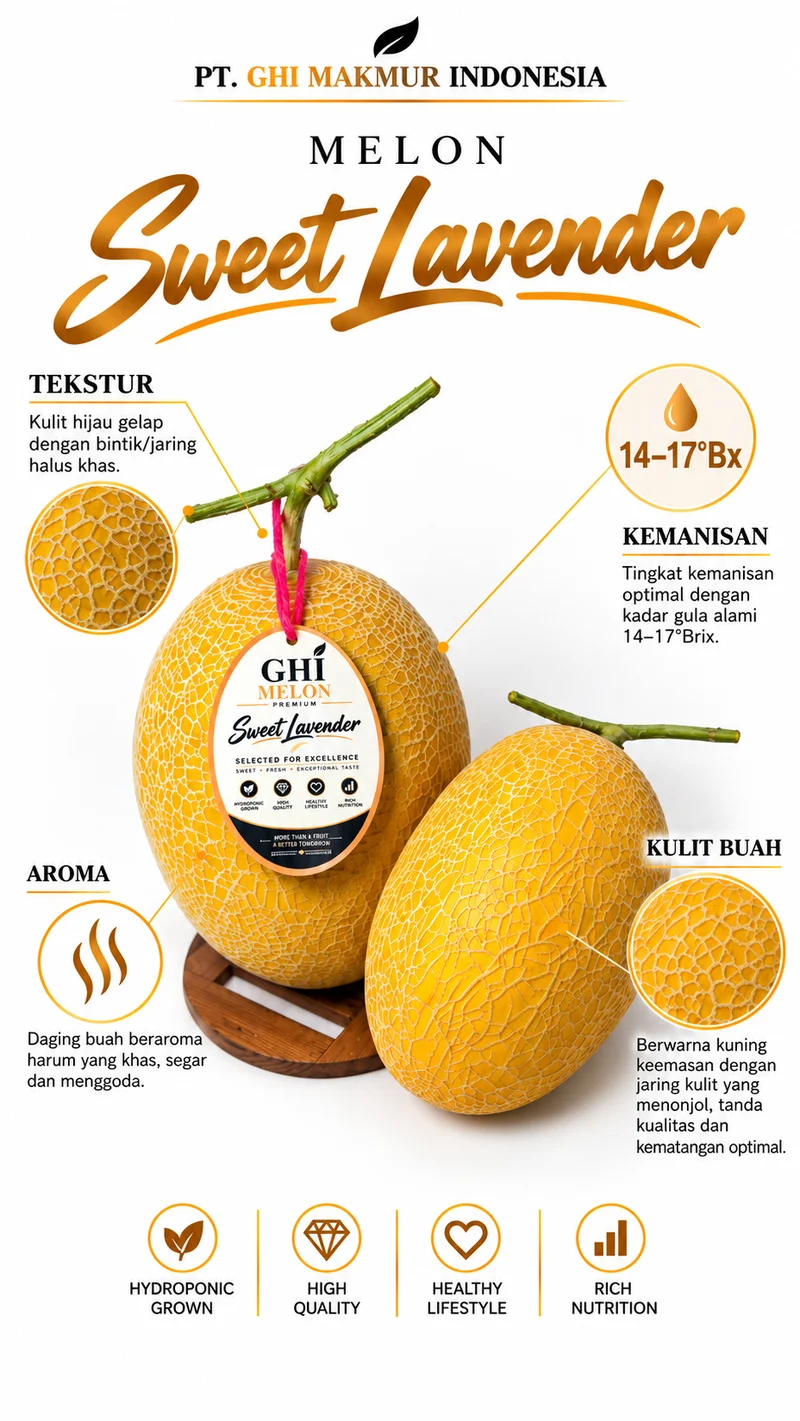 PT. GHI MAKMUR INDONESIA
MELON
Sweet Lavender
TEKSTUR
Kulit hijau gelap
dengan bintik/jaring
halus khas.
14–17°Bx
KEMANISAN
Tingkat kemanisan
optimal dengan
kadar gula alami
14–17°Brix.
GHI
MELON
PREMIUM
Sweet Lavender
SELECTED FOR EXCELLENCE
SWEET • FRESH • EXCEPTIONAL TASTE
HYDROPONIC
GROWN
HIGH
QUALITY
HEALTHY
LIFESTYLE
RICH
NUTRITION
MORE THAN A FRUIT
A BETTER TOMORROW
KULIT BUAH
Berwarna kuning
keemasan dengan
jaring kulit yang
menonjol, tanda
kualitas dan
kematangan optimal.
AROMA
Daging buah beraroma
harum yang khas, segar
dan menggoda.
HYDROPONIC
GROWN
HIGH
QUALITY
HEALTHY
LIFESTYLE
RICH
NUTRITION